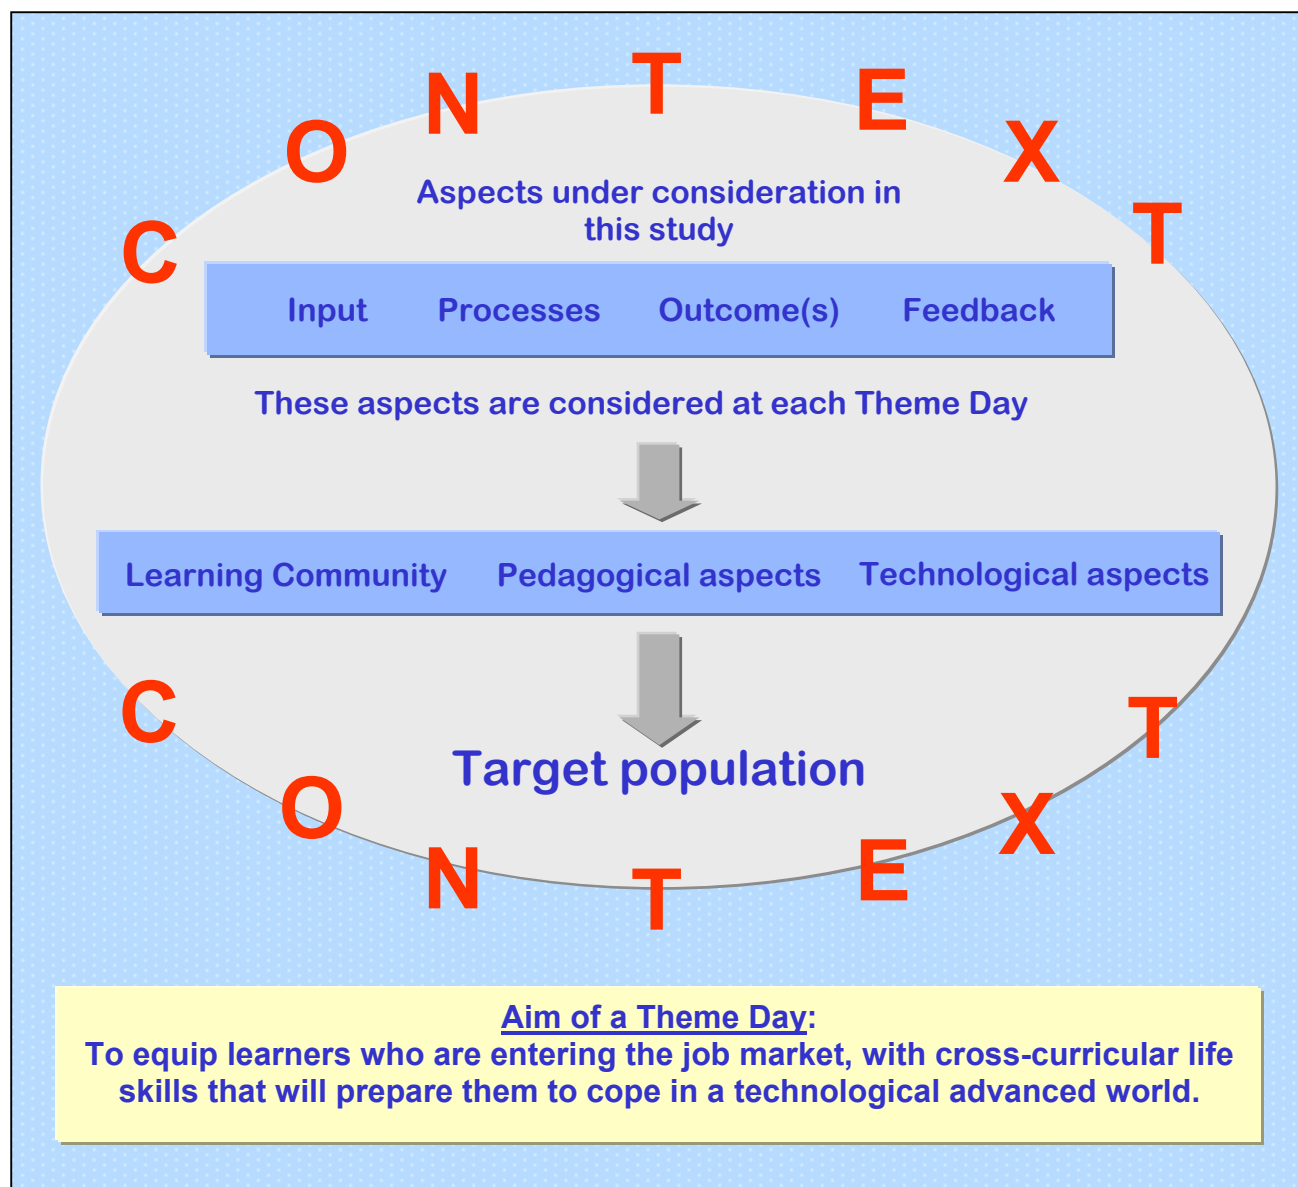 CONTEXT
Aspects under consideration in
this study
Input Processes Outcome(s) Feedback
These aspects are considered at each Theme Day
Learning Community Pedagogical aspects Technological aspects
Target population
CONTEXT
Aim of a Theme Day:
To equip learners who are entering the job market, with cross-curricular life
skills that will prepare them to cope in a technological advanced world.